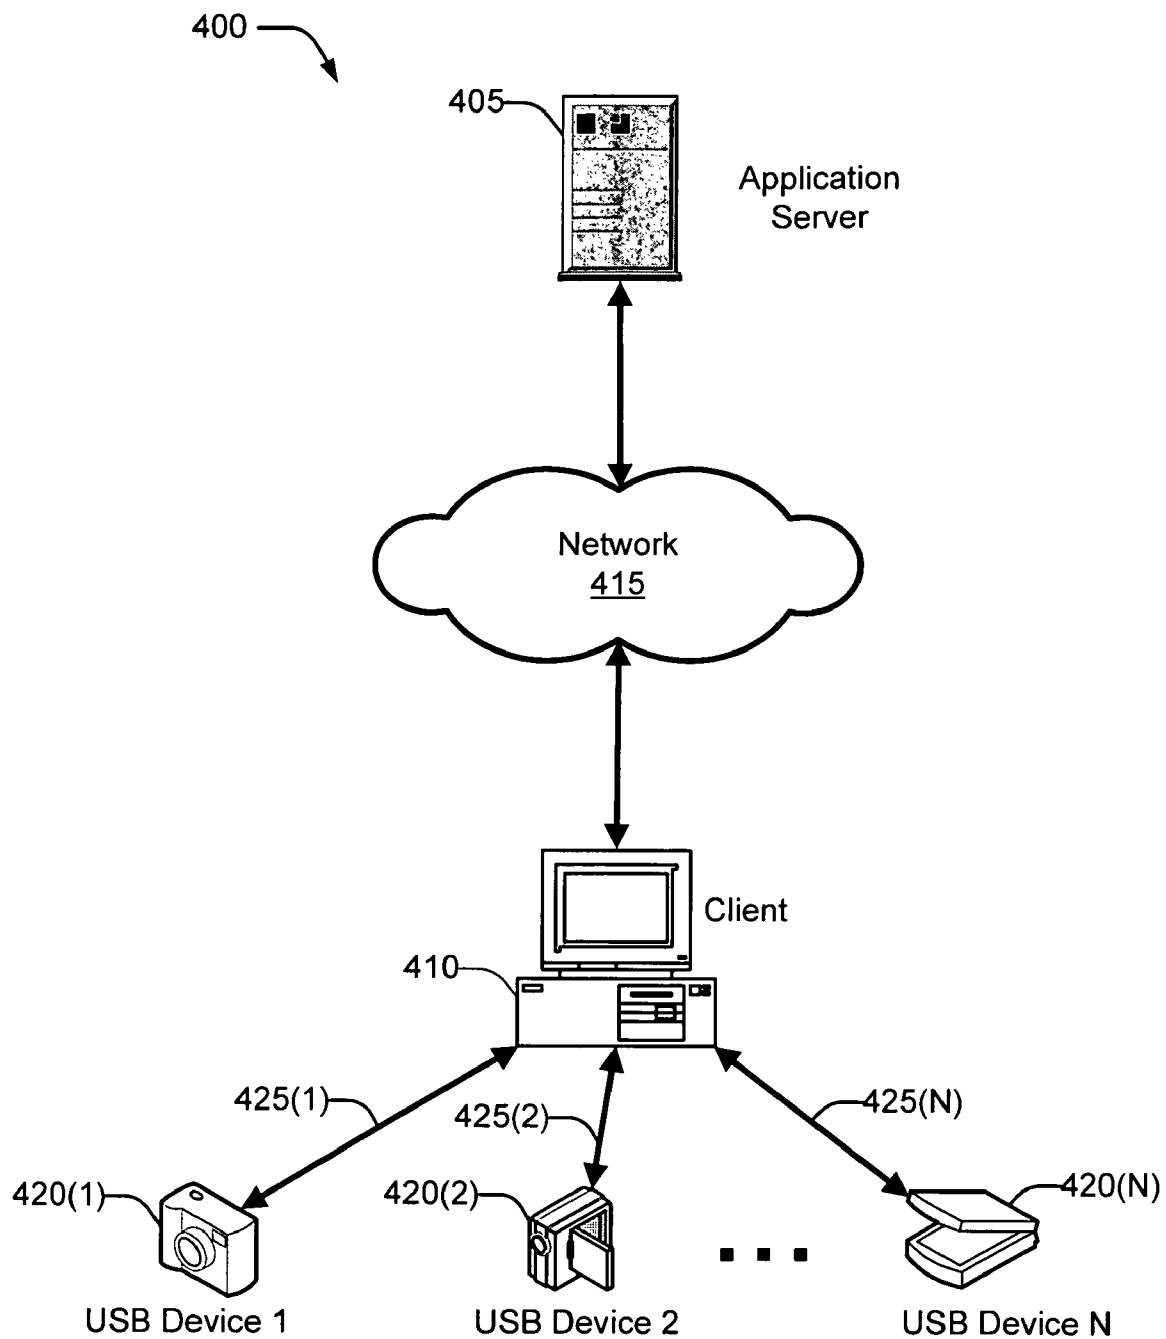 400
405
Application
Server
Network
415
Client
410
425(1)
425(2)
425(N)
420(1)
420(2)
420(N)
USB Device 1
USB Device 2
USB Device N